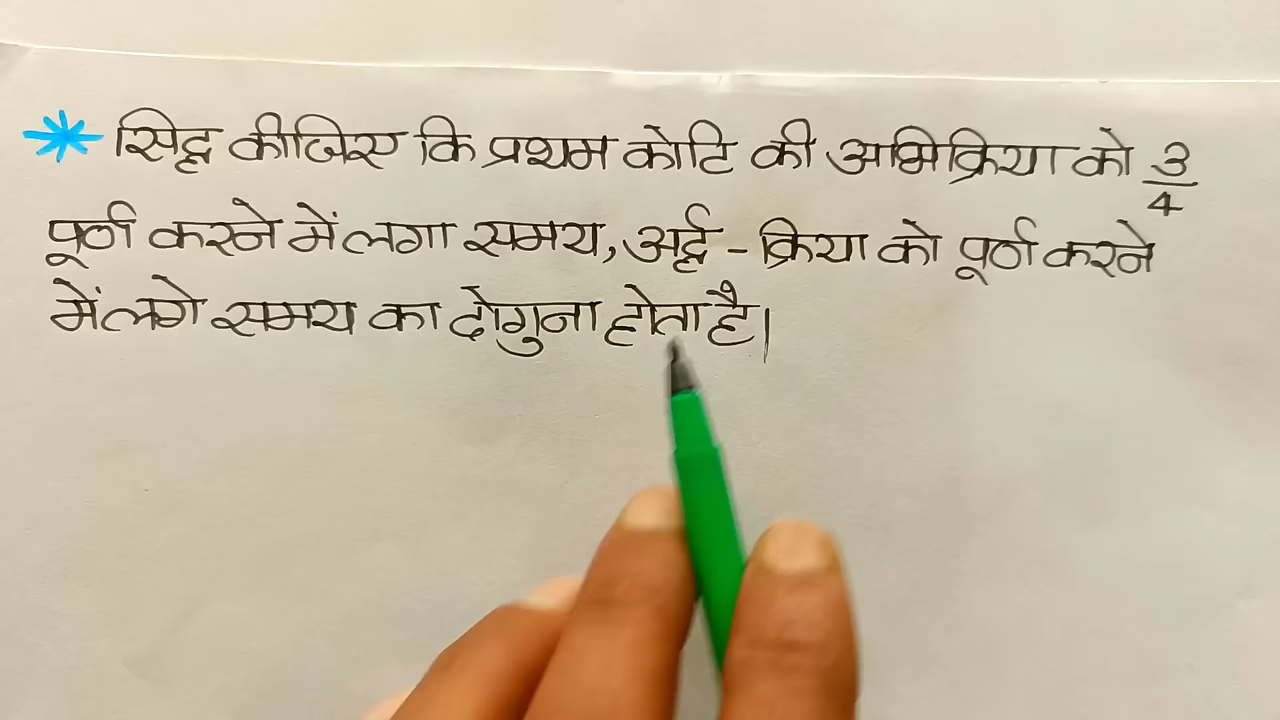 सिद्ध कीजिए कि प्रथम कोटि की अभिक्रिया को 3/4
पूर्ण करने में लगा समय, अर्द्ध - क्रिया को पूर्ण करने
में लगे समय का दोगुना होता है।